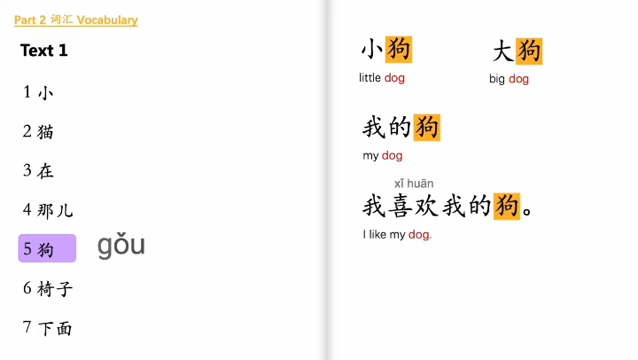 Part 2 词汇 Vocabulary
Text 1
1 小
2 猫
3 在
4 那儿
5 狗 gǒu
6 椅子
7 下面
小狗 大狗
little dog big dog
我的狗
my dog
xǐ huān
我喜欢我的狗。
I like my dog.